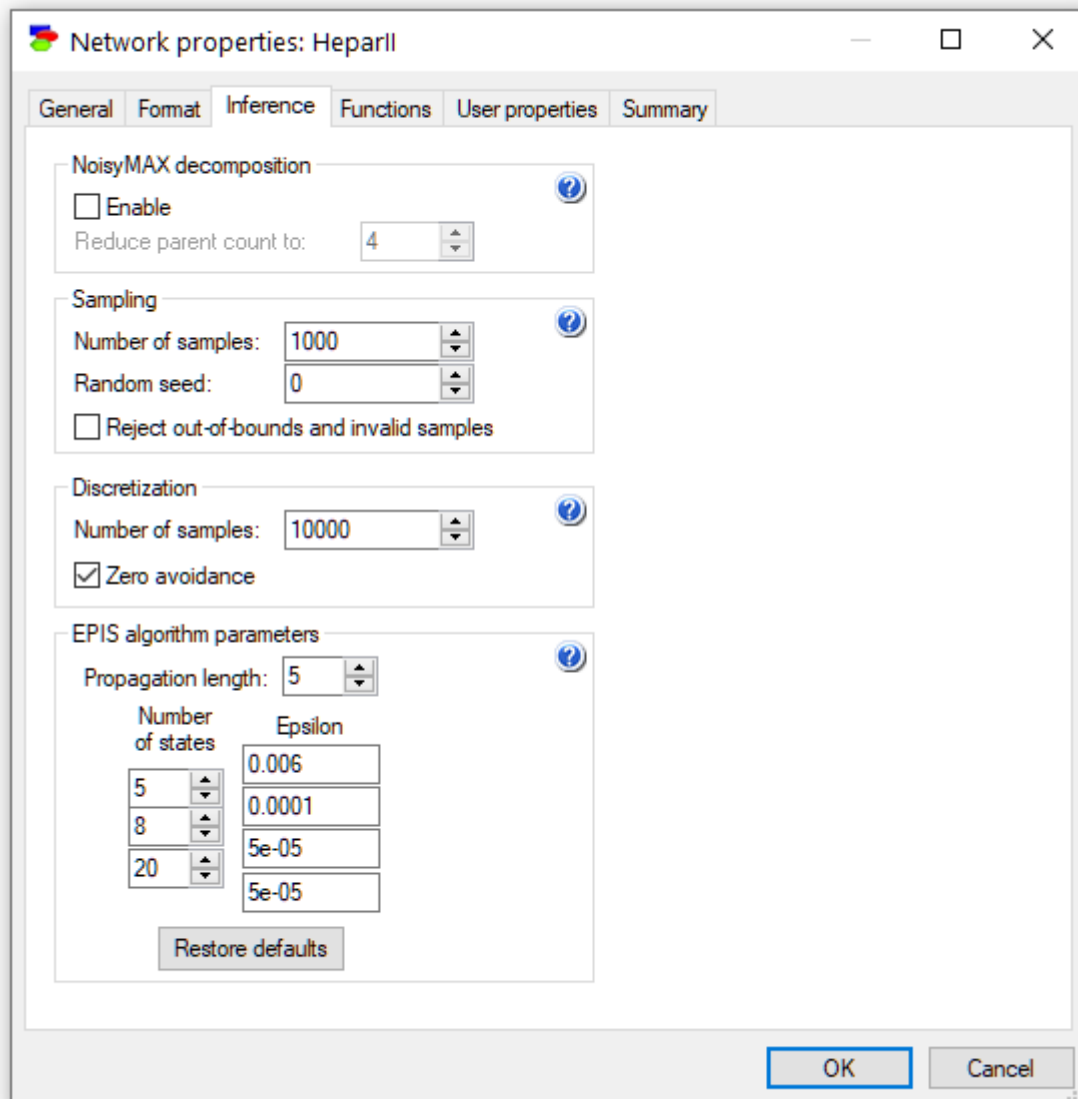 Network properties: HeparII
General Format Inference Functions User properties Summary
NoisyMAX decomposition
Enable
Reduce parent count to: 4
Sampling
Number of samples: 1000
Random seed: 0
Reject out-of-bounds and invalid samples
Discretization
Number of samples: 10000
Zero avoidance
EPIS algorithm parameters
Propagation length: 5
Number
of states
Epsilon
0.006
5
0.0001
8
5e-05
20
5e-05
Restore defaults
OK Cancel